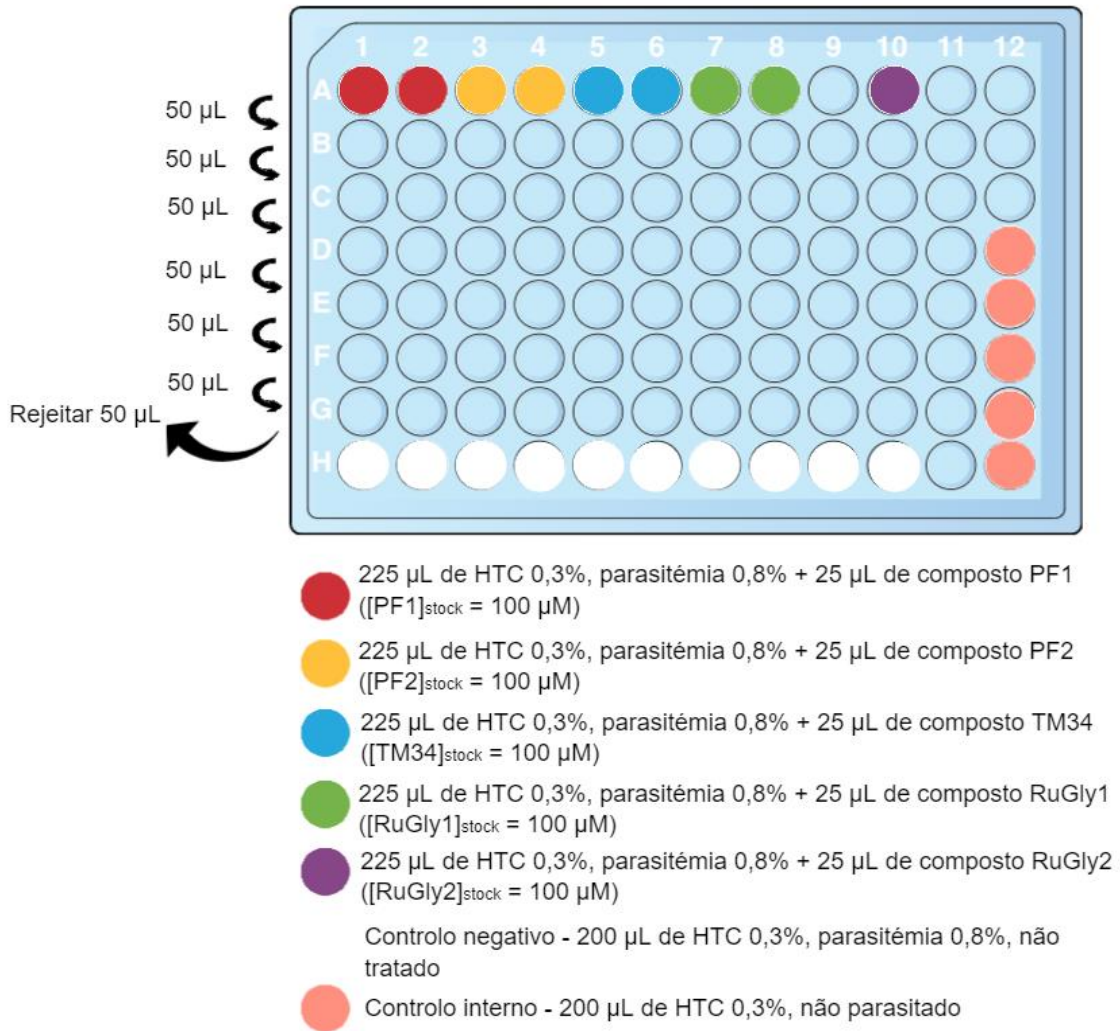 1 2 3 4 5 6 7 8 9 10 11 12
A
50 µL
B
50 µL
C
50 µL
D
50 µL
E
50 µL
F
50 µL
G
Rejeitar 50 µL
H
225 µL de HTC 0,3%, parasitémia 0,8% + 25 µL de composto PF1
([PF1]stock = 100 µM)
225 µL de HTC 0,3%, parasitémia 0,8% + 25 µL de composto PF2
([PF2]stock = 100 µM)
225 µL de HTC 0,3%, parasitémia 0,8% + 25 µL de composto TM34
([TM34]stock = 100 µM)
225 µL de HTC 0,3%, parasitémia 0,8% + 25 µL de composto RuGly1
([RuGly1]stock = 100 µM)
225 µL de HTC 0,3%, parasitémia 0,8% + 25 µL de composto RuGly2
([RuGly2]stock = 100 µM)
Controlo negativo - 200 µL de HTC 0,3%, parasitémia 0,8%, não
tratado
Controlo interno - 200 µL de HTC 0,3%, não parasitado